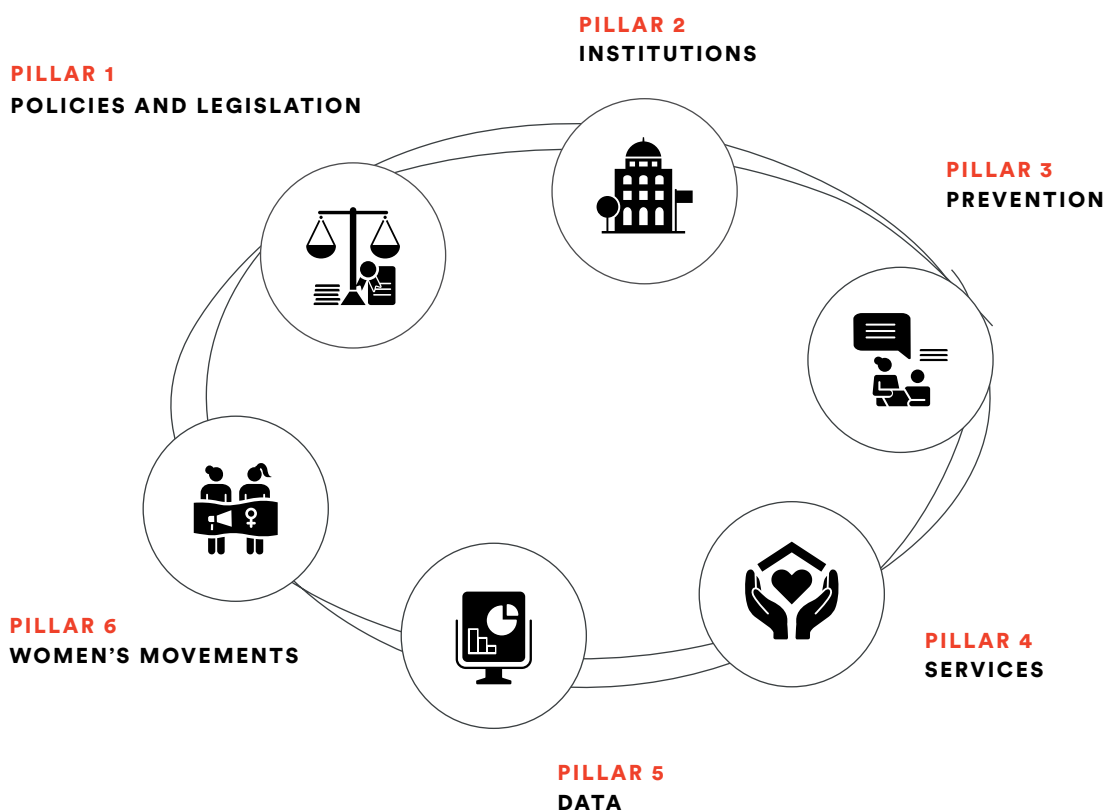 PILLAR 1
POLICIES AND LEGISLATION
PILLAR 2
INSTITUTIONS
PILLAR 3
PREVENTION
PILLAR 4
SERVICES
PILLAR 5
DATA
PILLAR 6
WOMEN’S MOVEMENTS